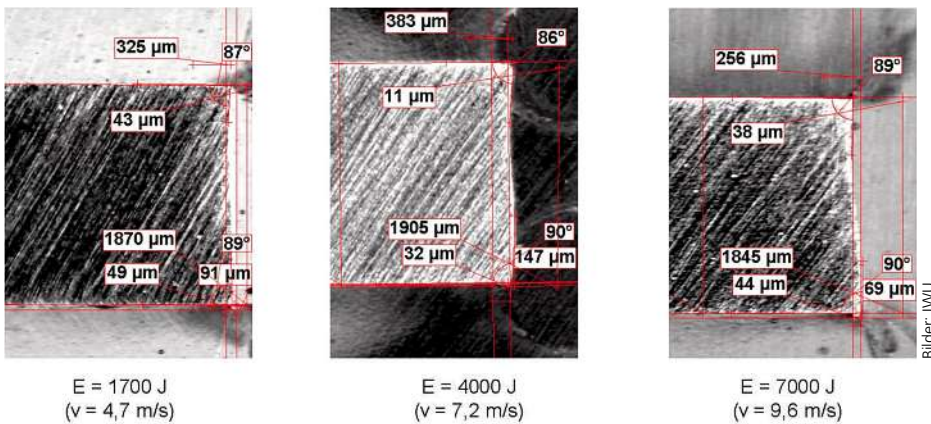 325 µm
87°
43 µm
1870 µm
89°
49 µm
91 µm
E = 1700 J
(v = 4,7 m/s)
383 µm
86°
11 µm
1905 µm
90°
32 µm
147 µm
E = 4000 J
(v = 7,2 m/s)
256 µm
89°
38 µm
1845 µm
90°
44 µm
69 µm
E = 7000 J
(v = 9,6 m/s)
Bilder: IWU